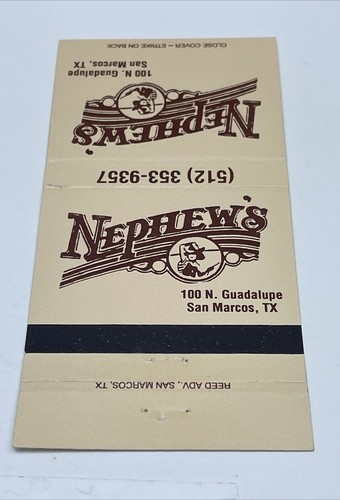 CLOSE COVER – STRIKE ON BACK
NEPHEW'S
100 N. Guadalupe
San Marcos, TX
(512) 353-9357
NEPHEW'S
100 N. Guadalupe
San Marcos, TX
REED ADV., SAN MARCOS, TX